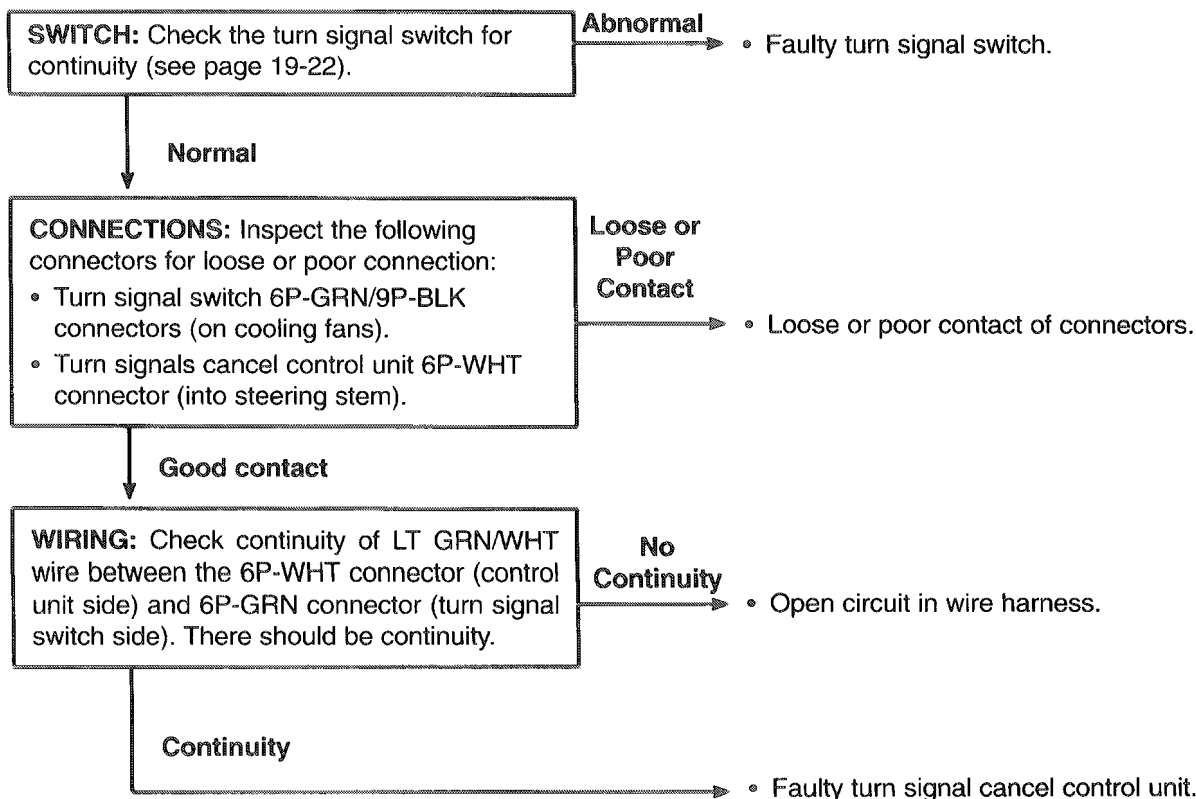 SWITCH: Check the turn signal switch for
continuity (see page 19-22).
Abnormal
• Faulty turn signal switch.
Normal
CONNECTIONS: Inspect the following
connectors for loose or poor connection:
• Turn signal switch 6P-GRN/9P-BLK
connectors (on cooling fans).
• Turn signals cancel control unit 6P-WHT
connector (into steering stem).
Loose or
Poor
Contact
• Loose or poor contact of connectors.
Good contact
WIRING: Check continuity of LT GRN/WHT
wire between the 6P-WHT connector (control
unit side) and 6P-GRN connector (turn signal
switch side). There should be continuity.
No
Continuity
• Open circuit in wire harness.
Continuity
• Faulty turn signal cancel control unit.